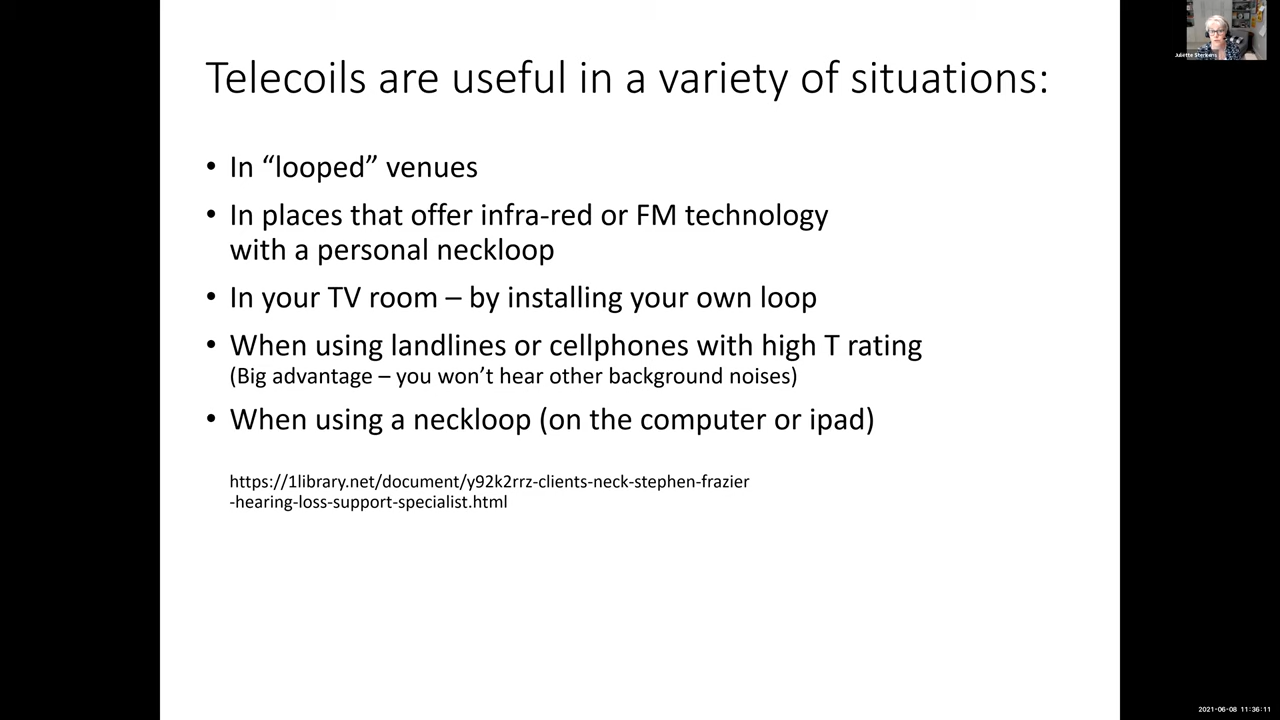 Telecoils are useful in a variety of situations:
• In “looped” venues
• In places that offer infra-red or FM technology
with a personal neckloop
• In your TV room – by installing your own loop
• When using landlines or cellphones with high T rating
(Big advantage – you won’t hear other background noises)
• When using a neckloop (on the computer or ipad)
https://1library.net/document/y92k2rrz-clients-neck-stephen-frazier
-hearing-loss-support-specialist.html
Juliette Sterkens
2021-06-08 11:36:11